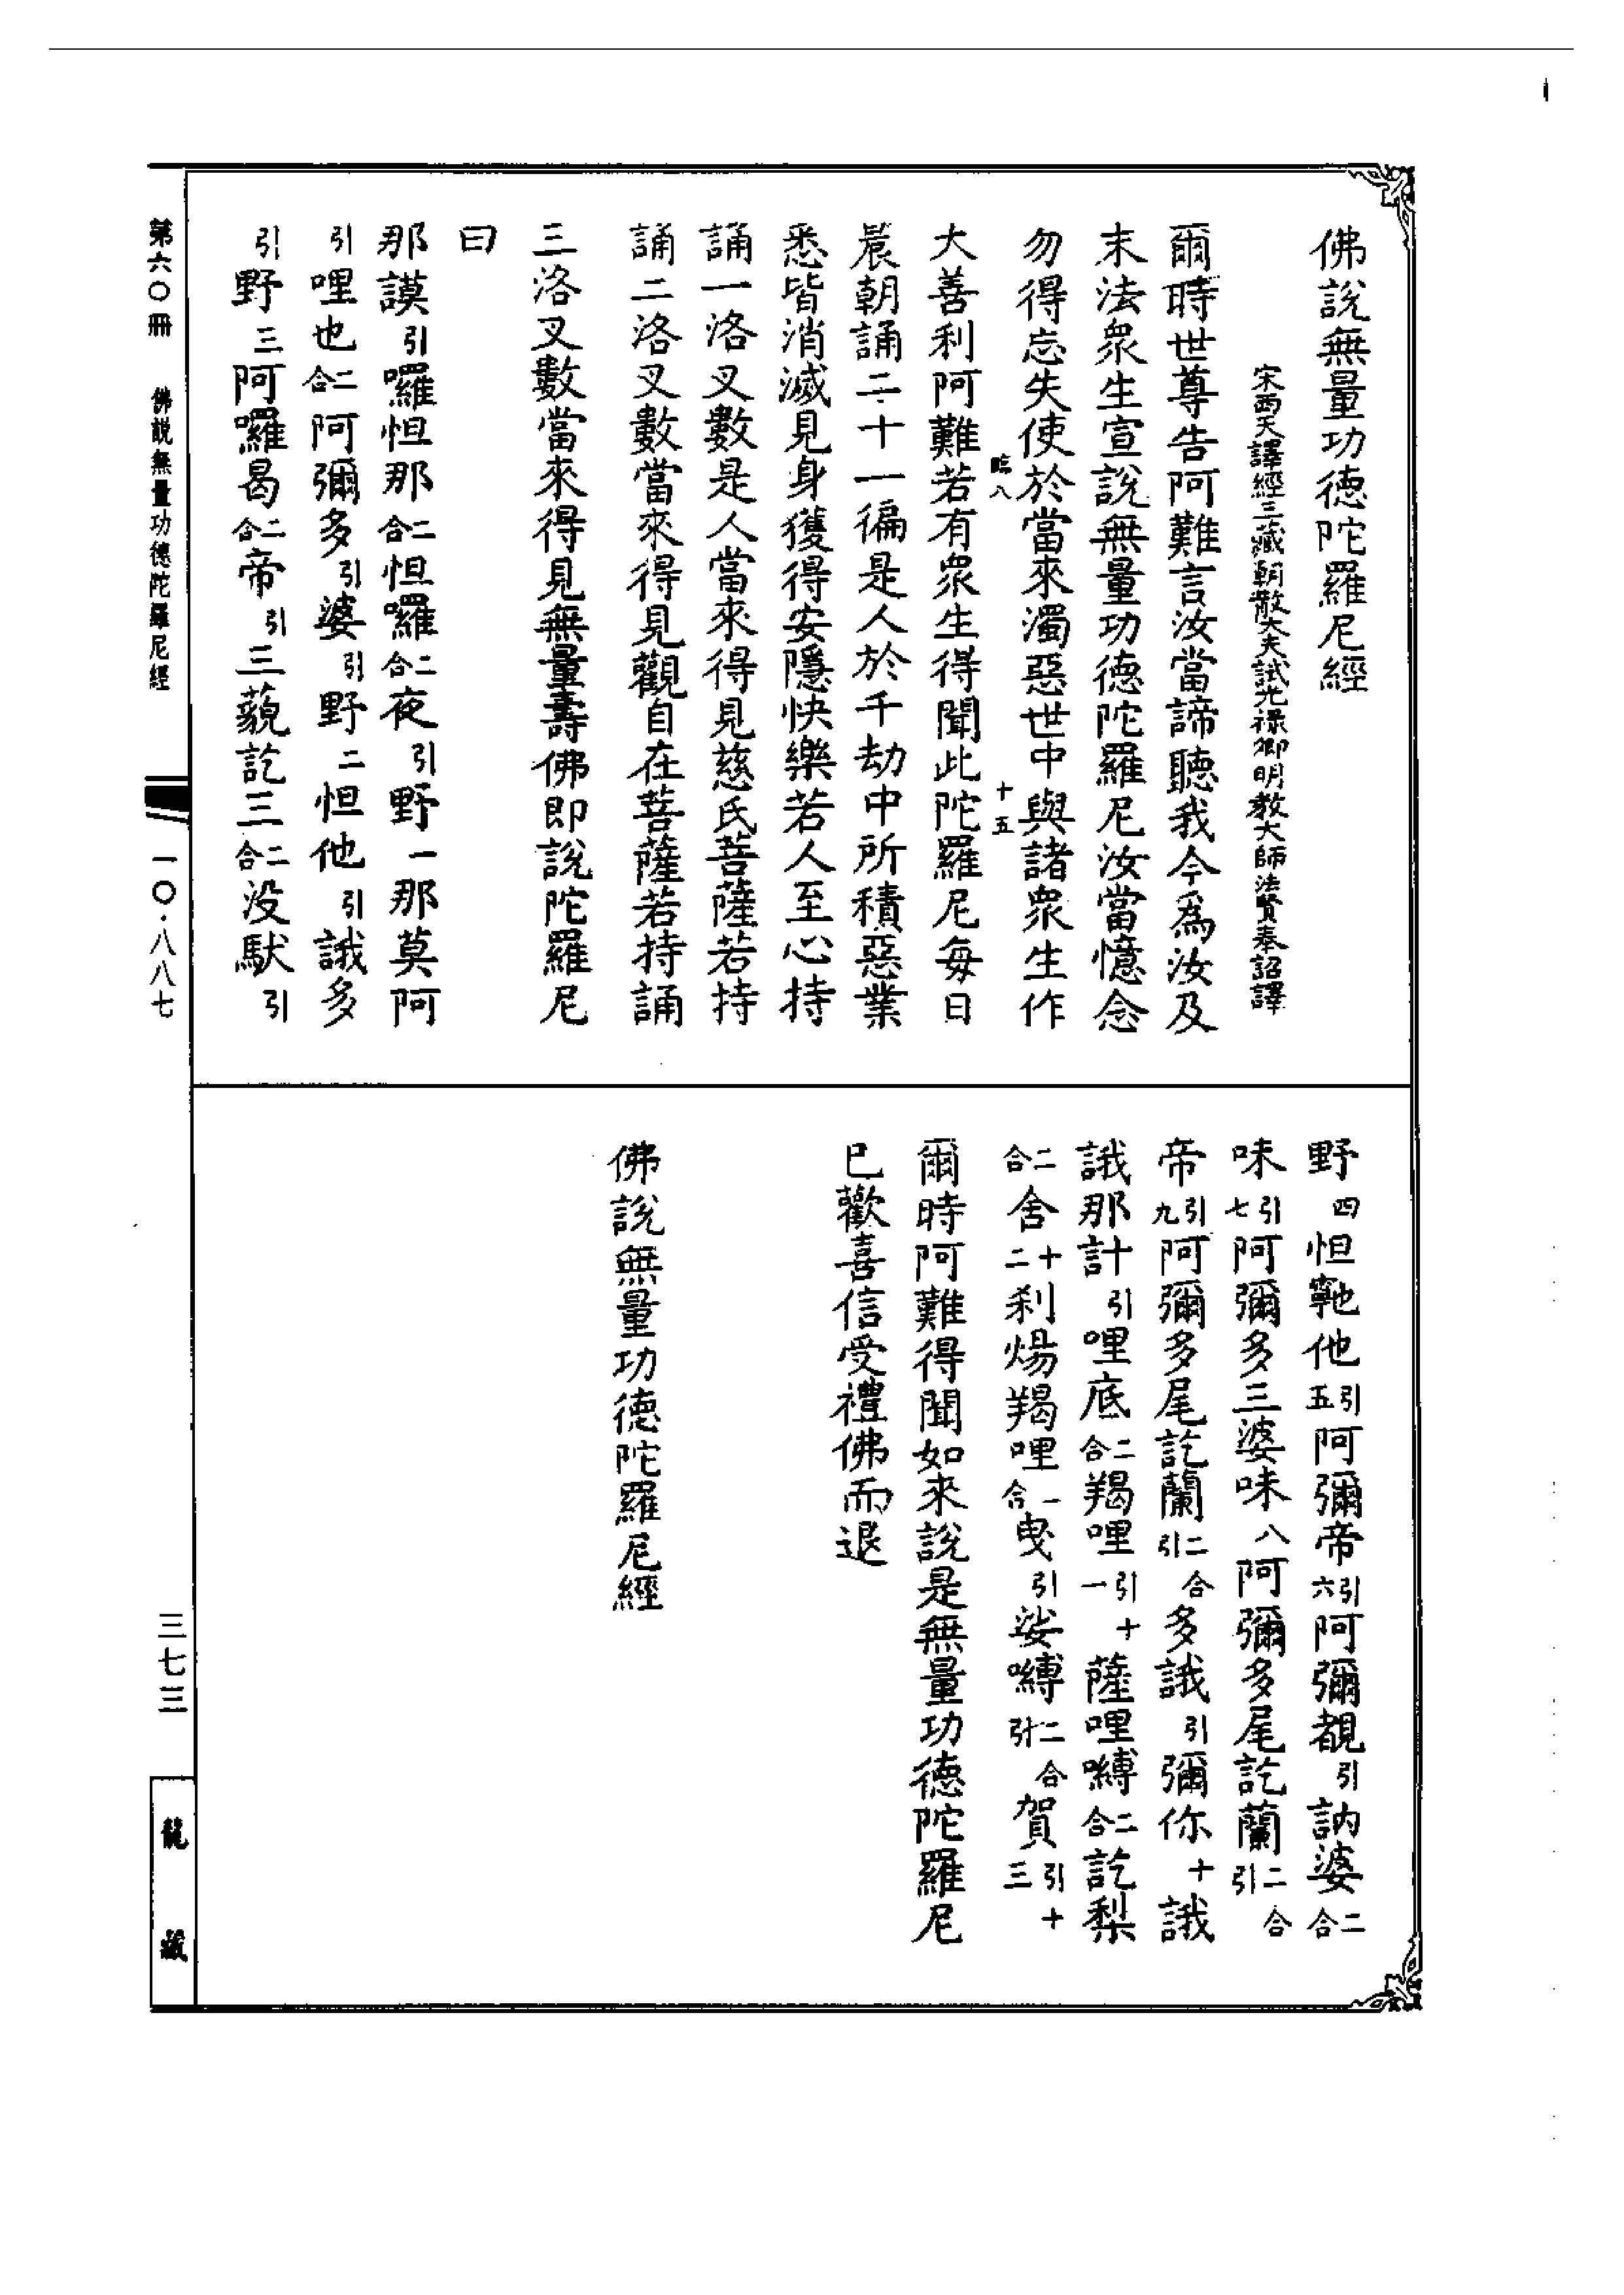 佛說無量功德陀羅尼經
宋西天譯經三藏朝散大夫試光祿卿明教大師法賢奉詔譯
爾時世尊告阿難言汝當諦聽我今為汝及
末法眾生宣說無量功德陀羅尼汝當憶念
勿得忘失使於當來濁惡世中與諸眾生作
臨八 十五
大善利阿難若有眾生得聞此陀羅尼每日
晨朝誦二十一徧是人於千劫中所積惡業
悉皆消滅見身獲得安隱快樂若人至心持
誦一洛叉數是人當來得見慈氏菩薩若持
誦二洛叉數當來得見觀自在菩薩若持誦
三洛叉數當來得見無量壽佛即說陀羅尼
曰
那謨引囉怛那二合怛囉二合夜引野一那莫阿
引哩也二合阿彌多引婆引野二怛他引誐多
引野三阿囉曷二合帝引三藐訖三二合没馱引
野四怛寧也他引五阿彌帝引六阿彌覩引訥婆二合
味引七阿彌多三婆味八阿彌多尾訖蘭二合引
帝引九阿彌多尾訖蘭二合引多誐引彌你十誐
誐那計引哩底二合羯哩引十一薩哩嚩二合訖梨
二合舍十二刹煬羯哩一合曳引娑嚩二合引賀引十三
爾時阿難得聞如來說是無量功德陀羅尼
已歡喜信受禮佛而退
佛說無量功德陀羅尼經
第六〇冊 佛說無量功德陀羅尼經 一〇·八八七 三七三 龍藏